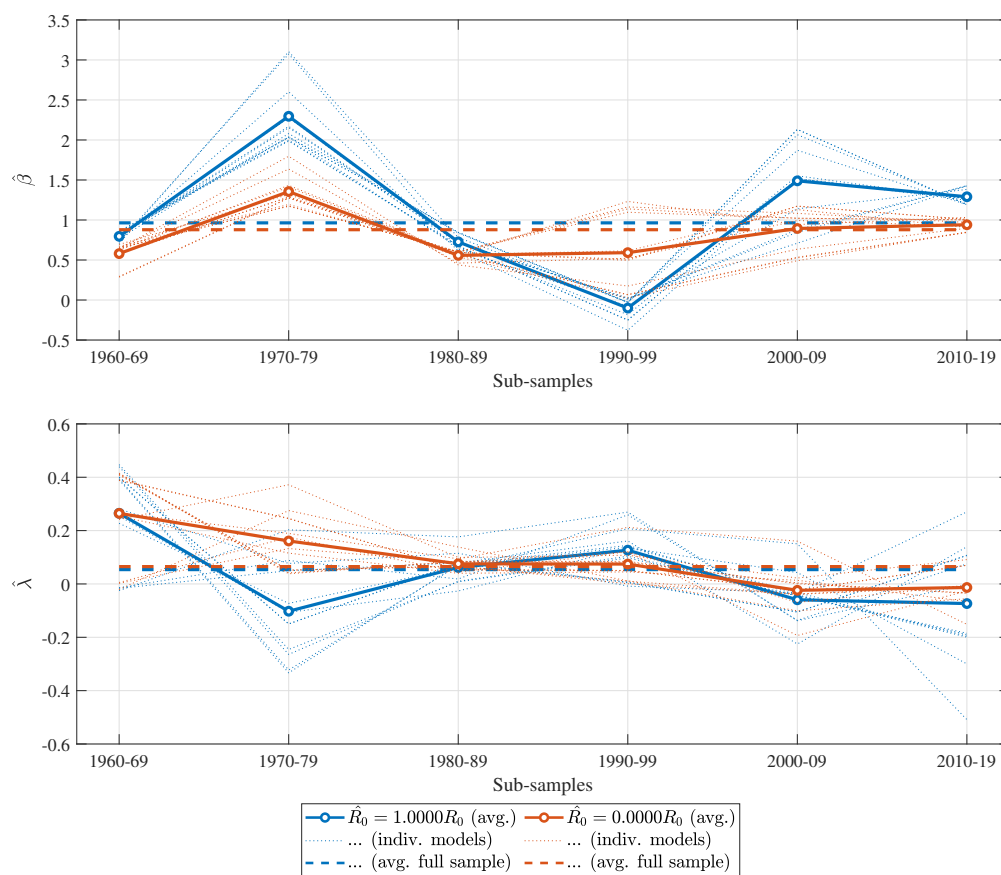 3.5
3
2.5
2
1.5
1
0.5
0
-0.5
β̂
1960-69 1970-79 1980-89 1990-99 2000-09 2010-19
Sub-samples
0.6
0.4
0.2
0
-0.2
-0.4
-0.6
λ̂
1960-69 1970-79 1980-89 1990-99 2000-09 2010-19
Sub-samples
R̂₀ = 1.0000R₀ (avg.) R̂₀ = 0.0000R₀ (avg.)
... (indiv. models) ... (indiv. models)
... (avg. full sample) ... (avg. full sample)